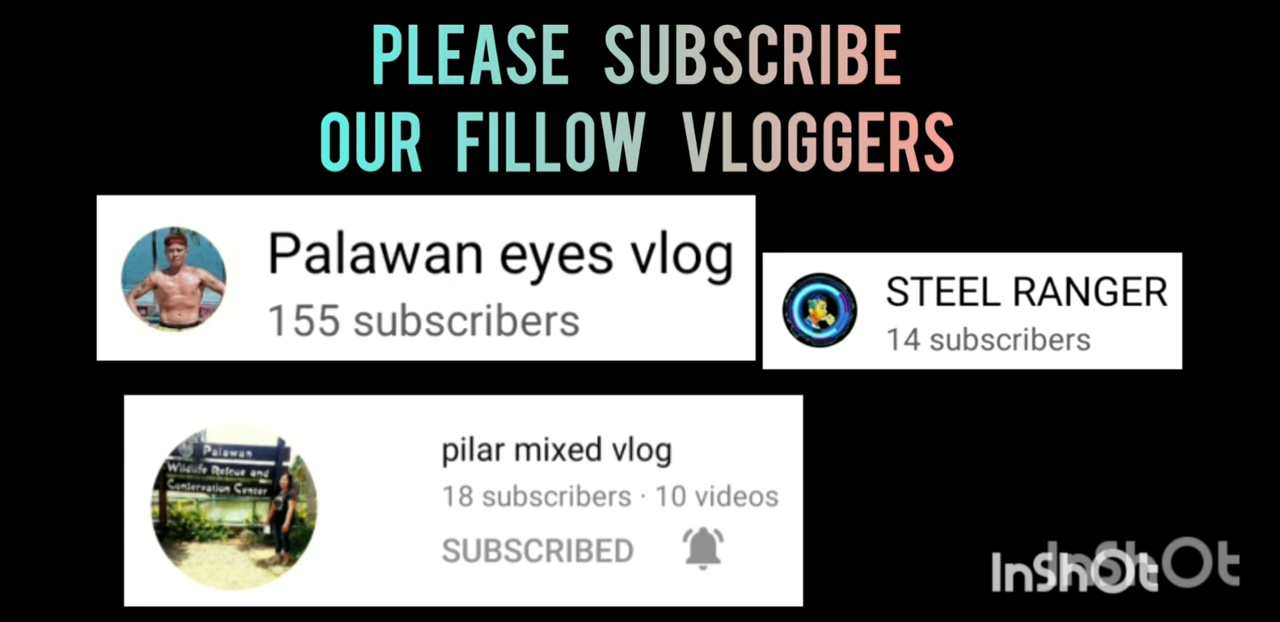 PLEASE SUBSCRIBE
OUR FILLOW VLOGGERS
Palawan eyes vlog
155 subscribers
STEEL RANGER
14 subscribers
Palawan
Wildlife Rescue and
Conservation Center
pilar mixed vlog
18 subscribers · 10 videos
SUBSCRIBED
InShOt
InShOt